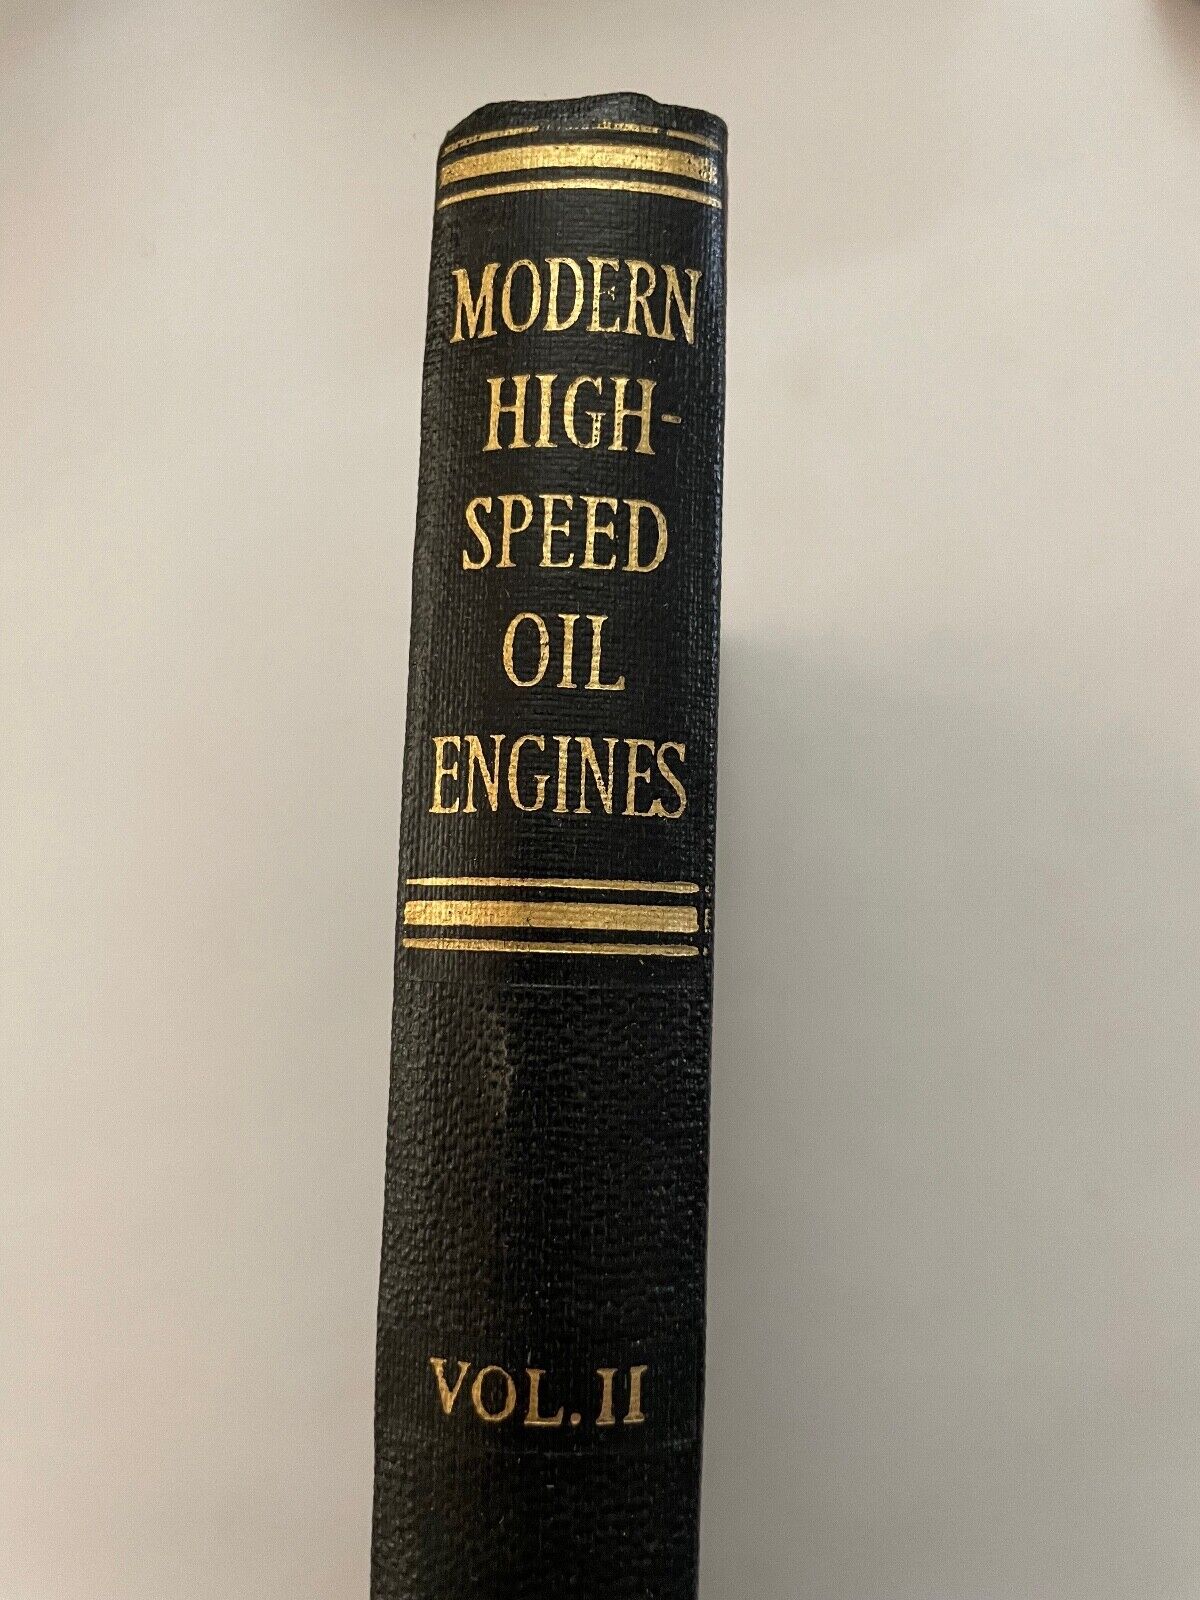 MODERN
HIGH-
SPEED
OIL
ENGINES
VOL. II